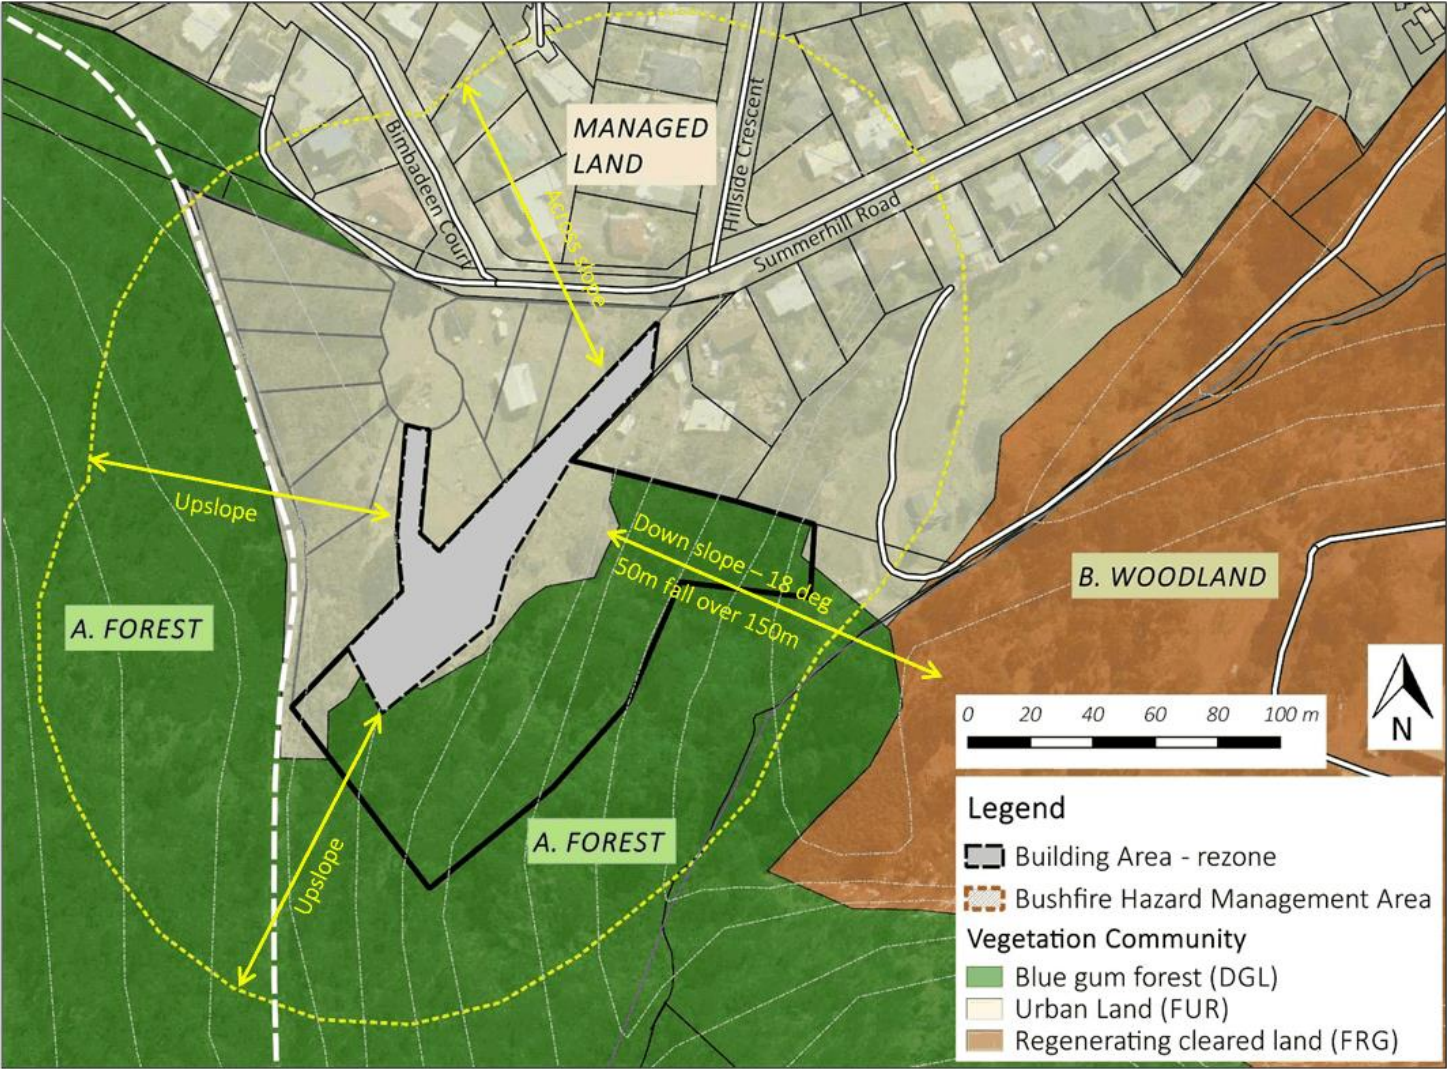 MANAGED
LAND
Bimbadeen Court
Hillside Crescent
Across slope
Summerhill Road
Upslope
Down slope – 18 deg
50m fall over 150m
B. WOODLAND
A. FOREST
A. FOREST
Upslope
0 20 40 60 80 100 m
N
Legend
Building Area - rezone
Bushfire Hazard Management Area
Vegetation Community
Blue gum forest (DGL)
Urban Land (FUR)
Regenerating cleared land (FRG)